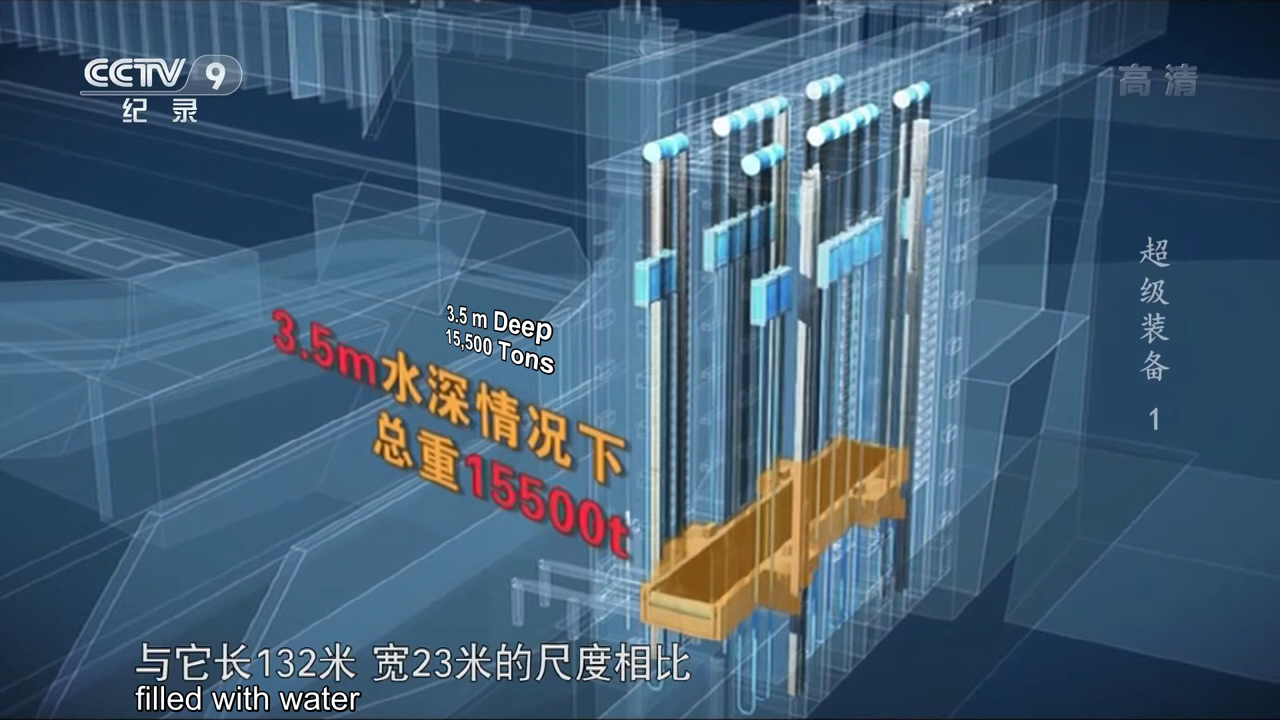 CCTV 9
纪录
高清
超级装备 1
3.5 m Deep
15,500 Tons
3.5m水深情况下
总重15500t
与它长132米 宽23米的尺度相比
filled with water